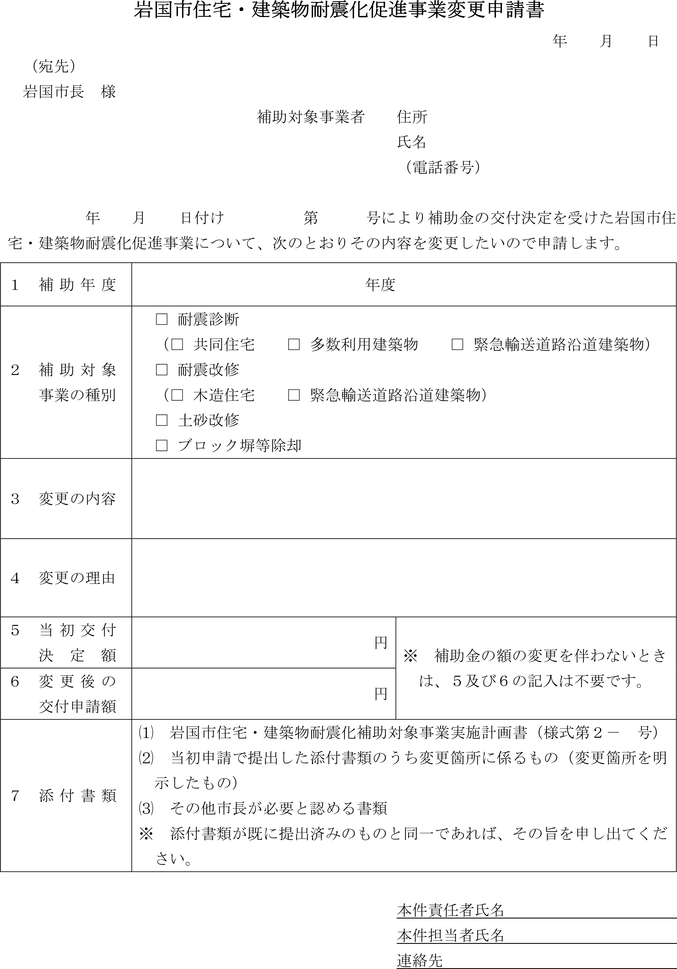 岩国市住宅・建築物耐震化促進事業変更申請書
年　　月　　日
（宛先）
岩国市長　様
補助対象事業者　　住所
氏名
（電話番号）
年　　月　　日付け　　　　　第　　　号により補助金の交付決定を受けた岩国市住
宅・建築物耐震化促進事業について、次のとおりその内容を変更したいので申請します。
１　補助年度
年度
２　補助対象
事業の種別
□ 耐震診断
（□ 共同住宅　　□ 多数利用建築物　　□ 緊急輸送道路沿道建築物）
□ 耐震改修
（□ 木造住宅　　□ 緊急輸送道路沿道建築物）
□ 土砂改修
□ ブロック塀等除却
３　変更の内容
４　変更の理由
５　当初交付
決定額
円
６　変更後の
交付申請額
円
※　補助金の額の変更を伴わないとき
は、５及び６の記入は不要です。
７　添付書類
⑴　岩国市住宅・建築物耐震化補助対象事業実施計画書（様式第２－　号）
⑵　当初申請で提出した添付書類のうち変更箇所に係るもの（変更箇所を明
示したもの）
⑶　その他市長が必要と認める書類
※　添付書類が既に提出済みのものと同一であれば、その旨を申し出てくだ
さい。
本件責任者氏名
本件担当者氏名
連絡先